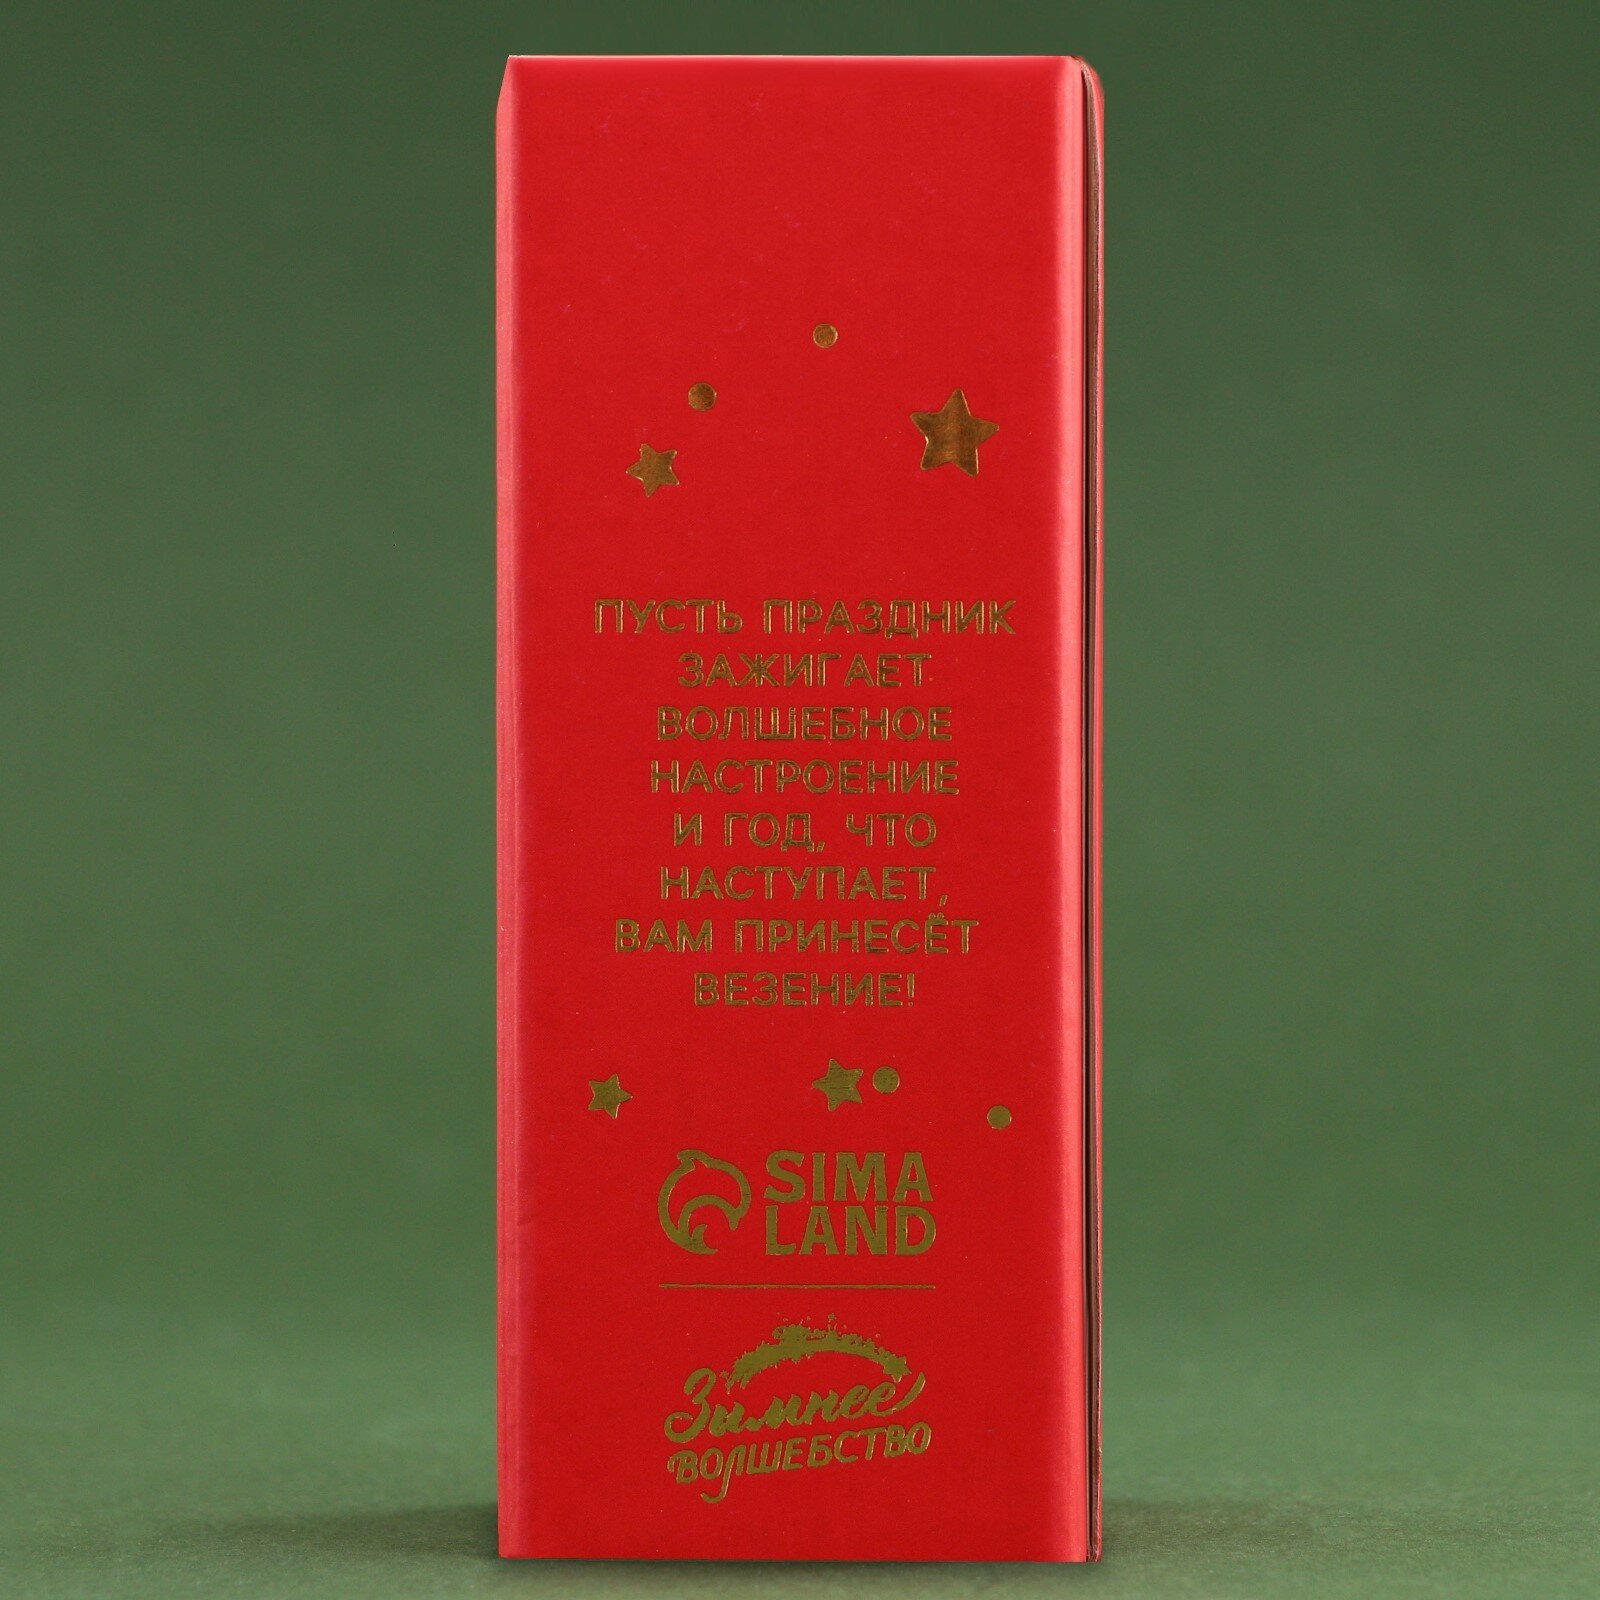 ПУСТЬ ПРАЗДНИК
ЗАЖИГАЕТ
ВОЛШЕБНОЕ
НАСТРОЕНИЕ
И ГОД, ЧТО
НАСТУПАЕТ,
ВАМ ПРИНЕСЁТ
ВЕЗЕНИЕ!
SIMA
LAND
Зимнее
ВОЛШЕБСТВО